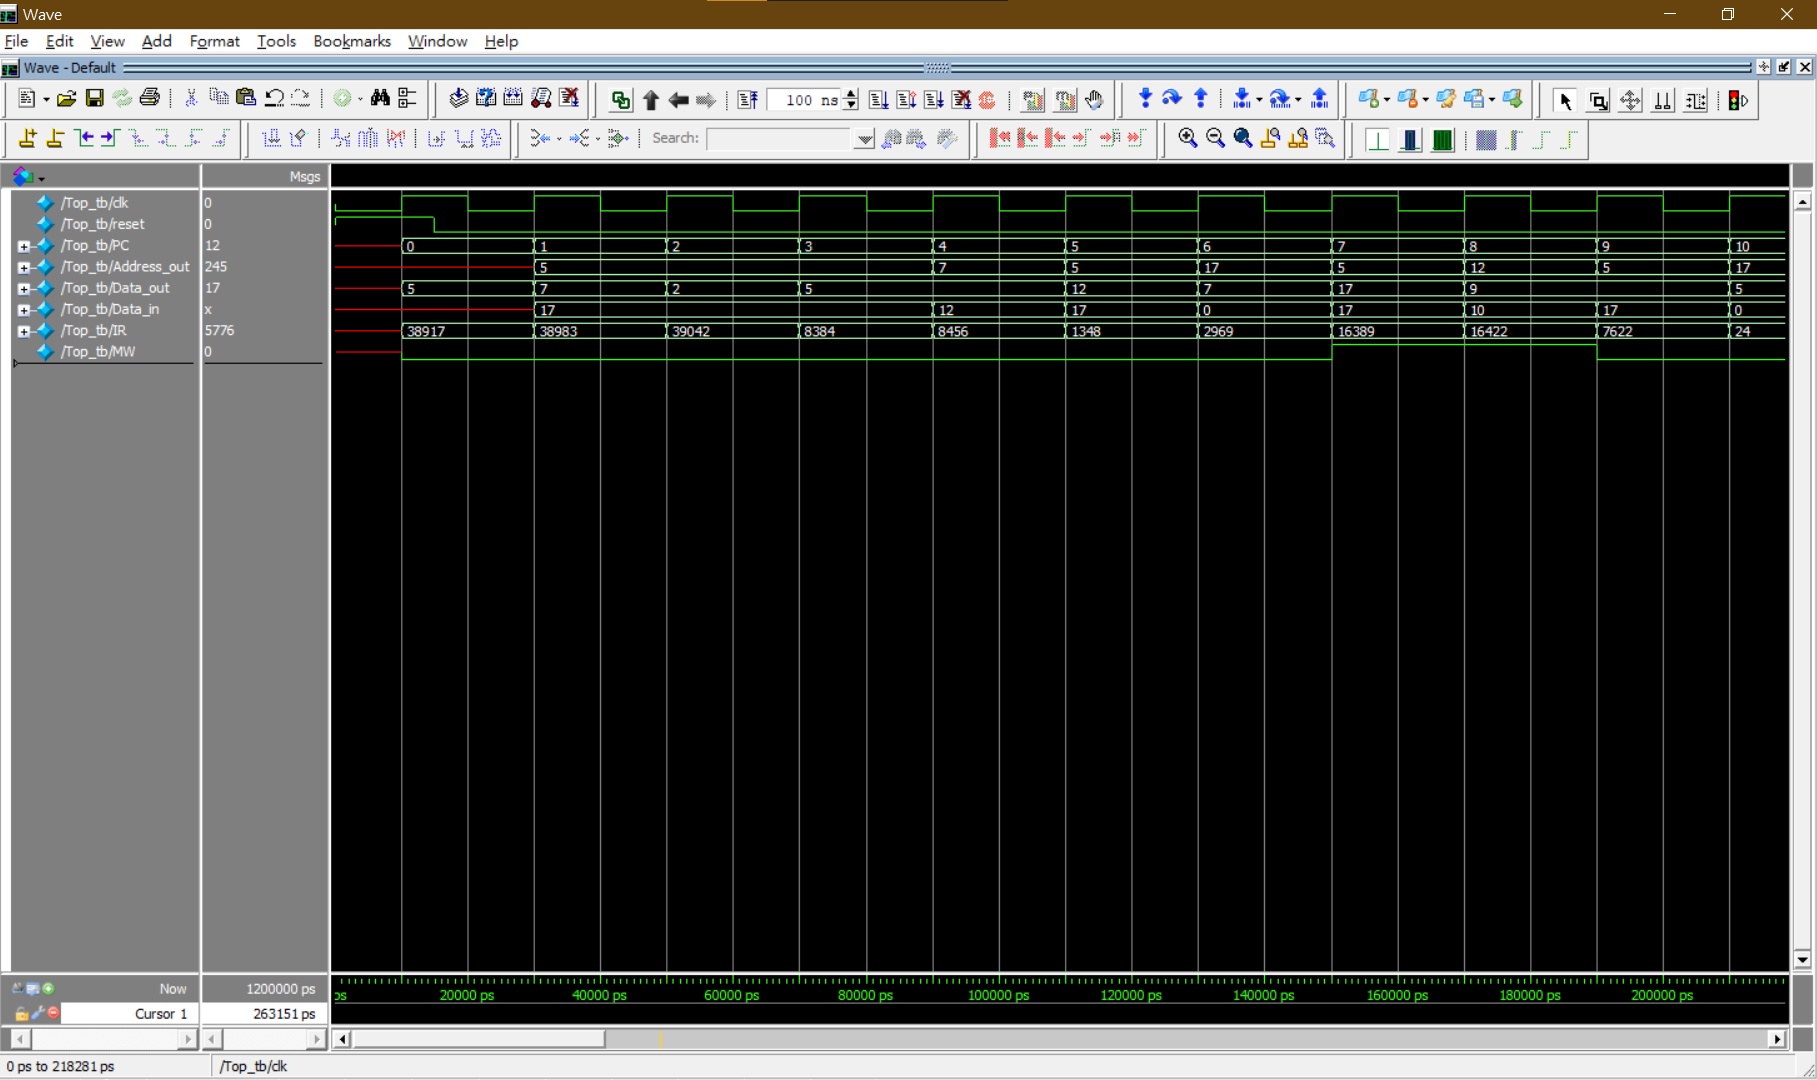 Wave
File Edit View Add Format Tools Bookmarks Window Help
Wave - Default
100 ns
Search:
Msgs
/Top_tb/clk 0
/Top_tb/reset 0
/Top_tb/PC 12 0 1 2 3 4 5 6 7 8 9 10
/Top_tb/Address_out 245 5 7 5 17 5 12 5 17
/Top_tb/Data_out 17 5 7 2 5 12 7 17 9 5
/Top_tb/Data_in x 17 12 17 0 17 10 17 0
/Top_tb/IR 5776 38917 38983 39042 8384 8456 1348 2969 16389 16422 7622 24
/Top_tb/MW 0
Now 1200000 ps ps 20000 ps 40000 ps 60000 ps 80000 ps 100000 ps 120000 ps 140000 ps 160000 ps 180000 ps 200000 ps
Cursor 1 263151 ps
0 ps to 218281 ps /Top_tb/clk